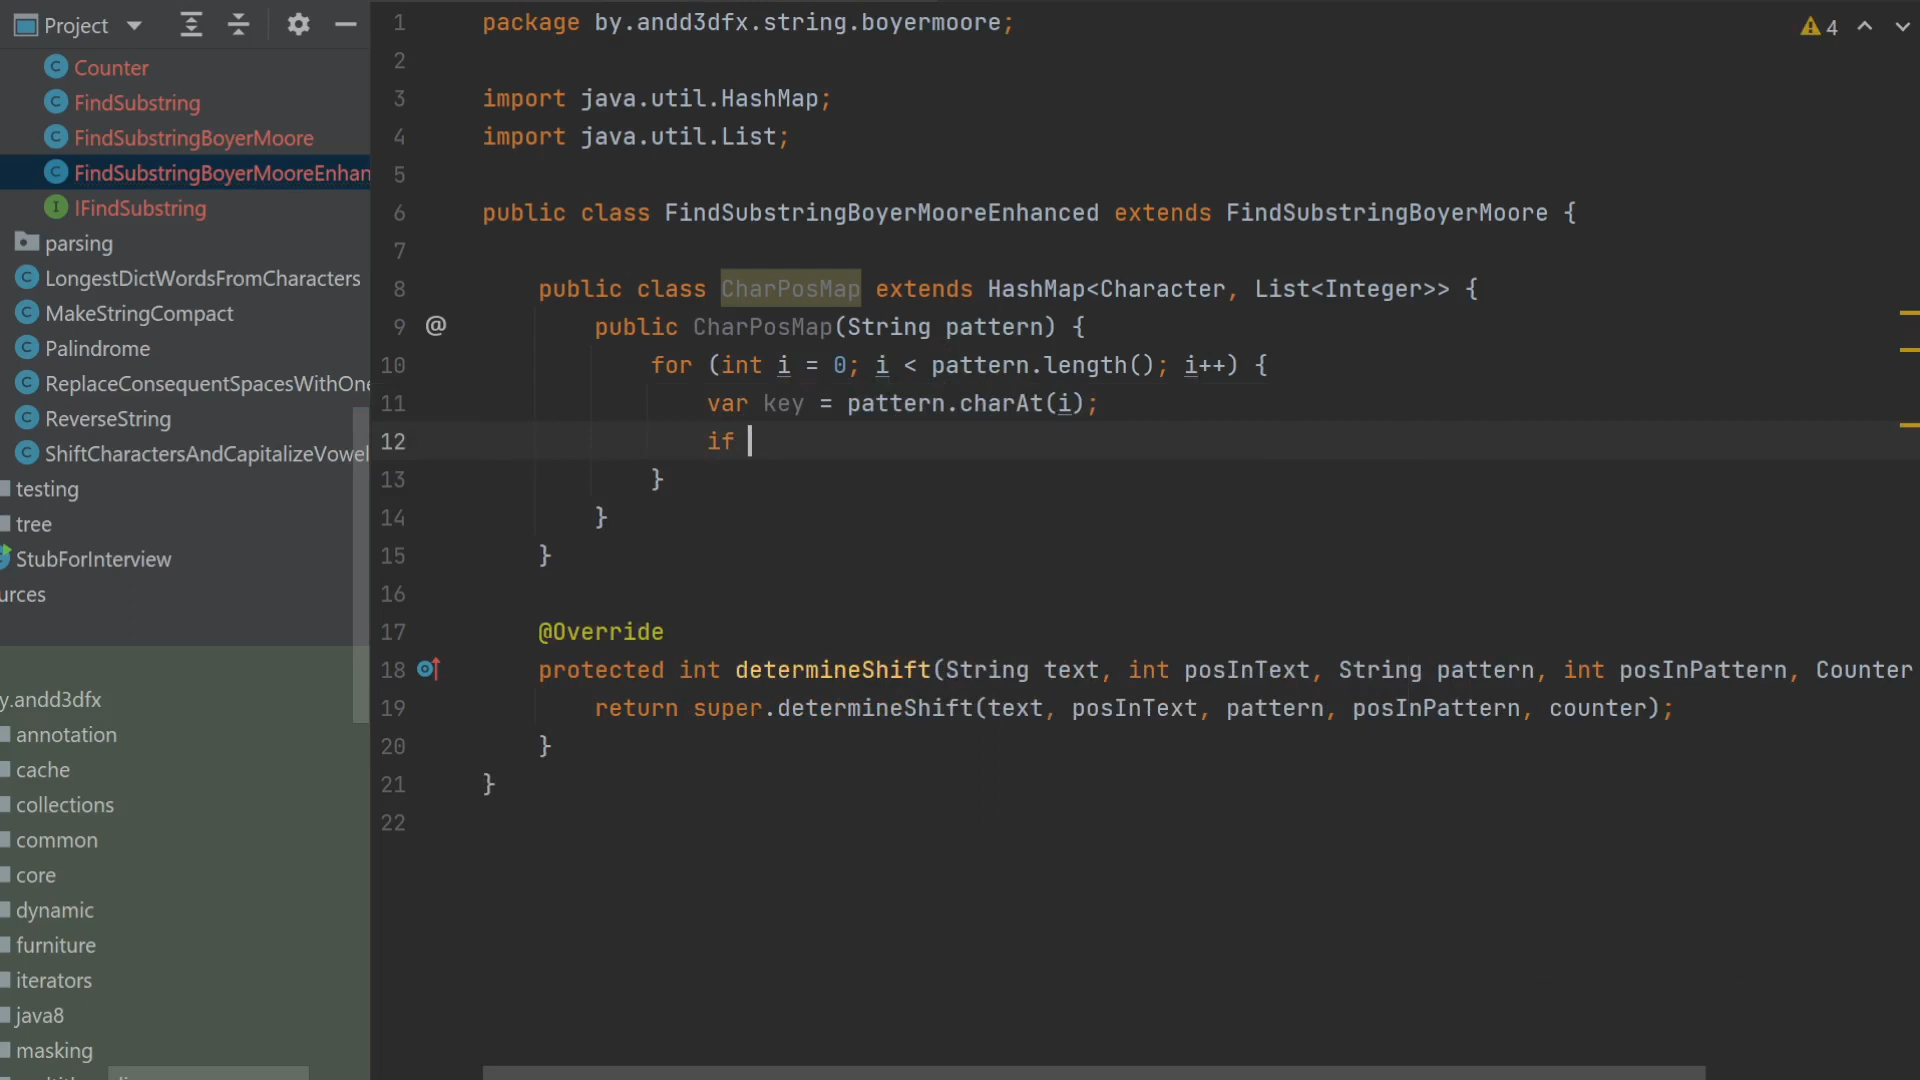 Project
Counter
FindSubstring
FindSubstringBoyerMoore
FindSubstringBoyerMooreEnhan
IFindSubstring
parsing
LongestDictWordsFromCharacters
MakeStringCompact
Palindrome
ReplaceConsequentSpacesWithOne
ReverseString
ShiftCharactersAndCapitalizeVowel
testing
tree
StubForInterview
urces
y.andd3dfx
annotation
cache
collections
common
core
dynamic
furniture
iterators
java8
masking
4
1 package by.andd3dfx.string.boyermoore;
2
3 import java.util.HashMap;
4 import java.util.List;
5
6 public class FindSubstringBoyerMooreEnhanced extends FindSubstringBoyerMoore {
7
8 public class CharPosMap extends HashMap<Character, List<Integer>> {
9 @ public CharPosMap(String pattern) {
10 for (int i = 0; i < pattern.length(); i++) {
11 var key = pattern.charAt(i);
12 if
13 }
14 }
15 }
16
17 @Override
18 protected int determineShift(String text, int posInText, String pattern, int posInPattern, Counter
19 return super.determineShift(text, posInText, pattern, posInPattern, counter);
20 }
21 }
22